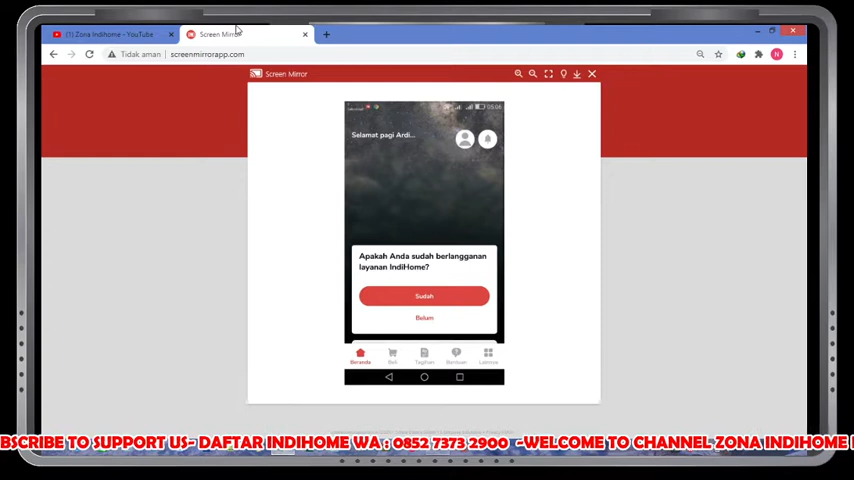 (1) Zona Indihome - YouTube
Screen Mirror
Tidak aman
screenmirrorapp.com
N
Screen Mirror
05:06
Selamat pagi Ardi...
Apakah Anda sudah berlangganan
layanan IndiHome?
Sudah
Belum
Beranda
Beli
Tagihan
Bantuan
Lainnya
BSCRIBE TO SUPPORT US- DAFTAR INDIHOME WA : 0852 7373 2900 -WELCOME TO CHANNEL ZONA INDIHOME